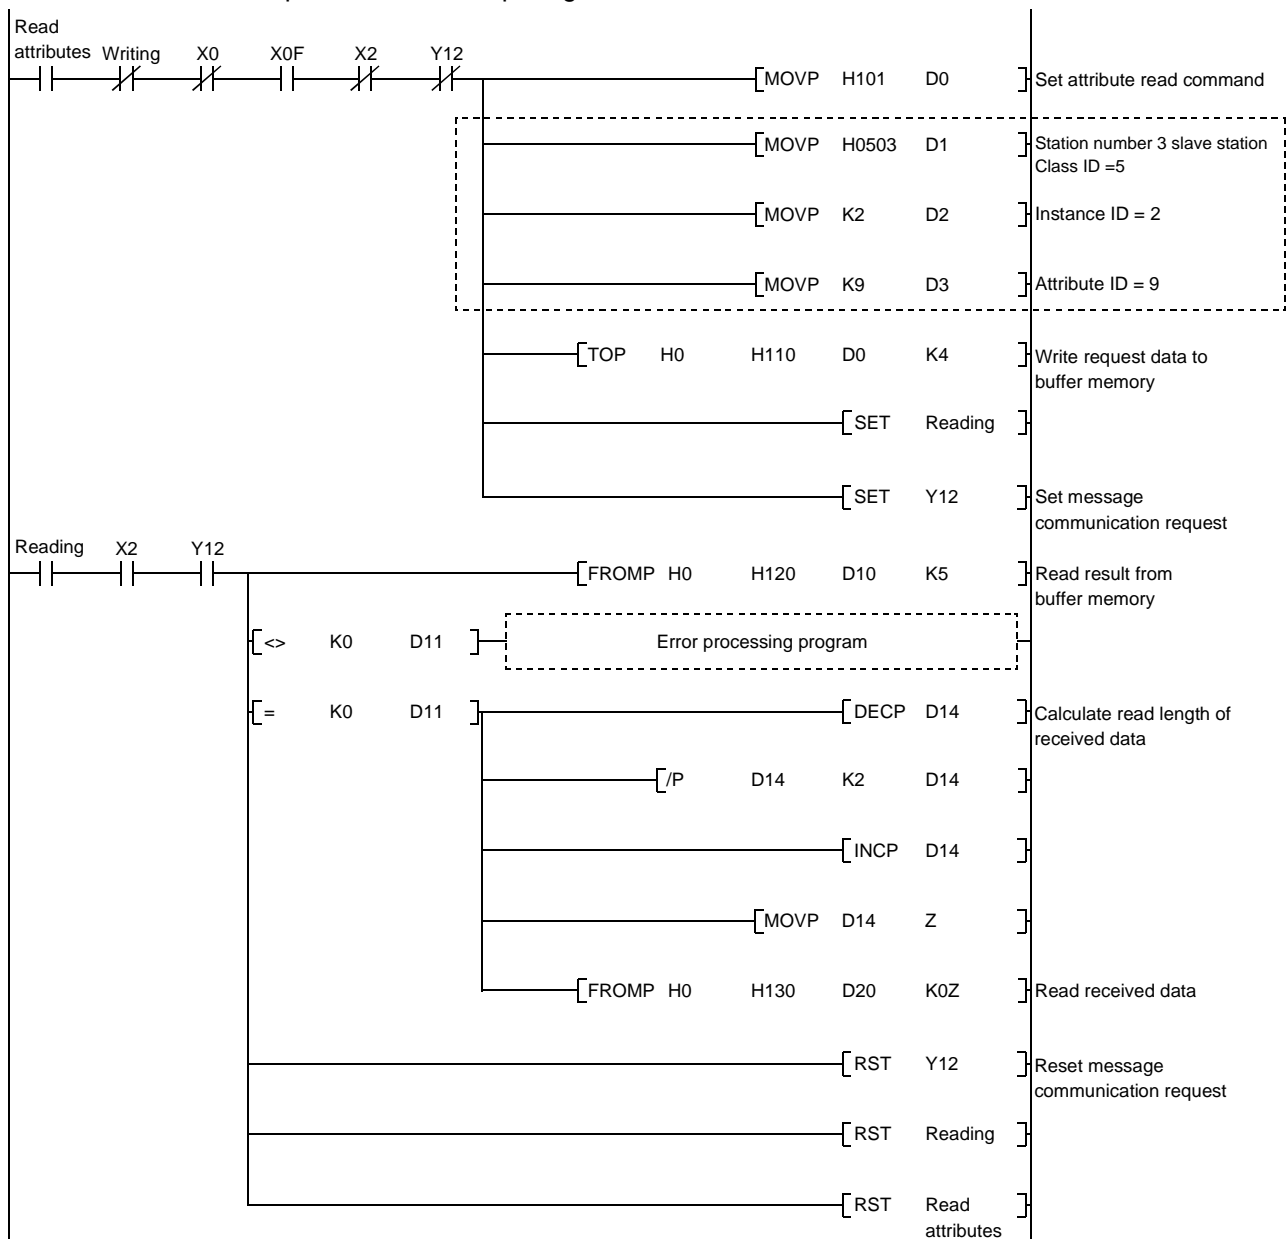 Read
attributes Writing X0 X0F X2 Y12
MOVP H101 D0 Set attribute read command
MOVP H0503 D1 Station number 3 slave station
Class ID =5
MOVP K2 D2 Instance ID = 2
MOVP K9 D3 Attribute ID = 9
TOP H0 H110 D0 K4 Write request data to
buffer memory
SET Reading
SET Y12 Set message
communication request
Reading X2 Y12
FROMP H0 H120 D10 K5 Read result from
buffer memory
<> K0 D11 Error processing program
= K0 D11 DECP D14 Calculate read length of
received data
/P D14 K2 D14
INCP D14
MOVP D14 Z
FROMP H0 H130 D20 K0Z Read received data
RST Y12 Reset message
communication request
RST Reading
RST Read
attributes